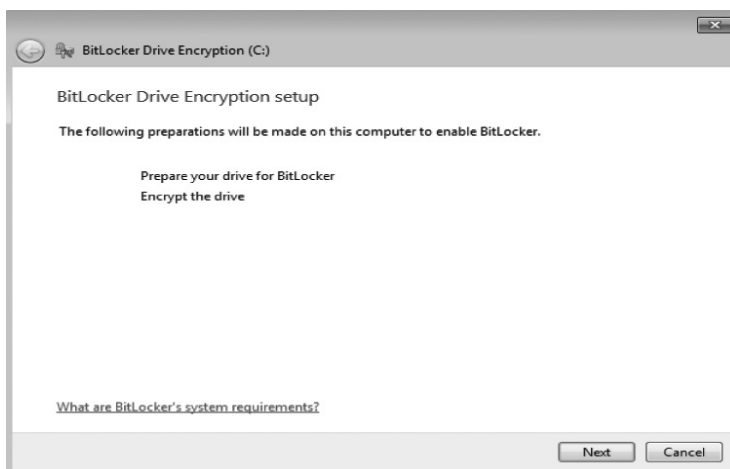 BitLocker Drive Encryption (C:)
BitLocker Drive Encryption setup
The following preparations will be made on this computer to enable BitLocker.
Prepare your drive for BitLocker
Encrypt the drive
What are BitLocker's system requirements?
Next Cancel